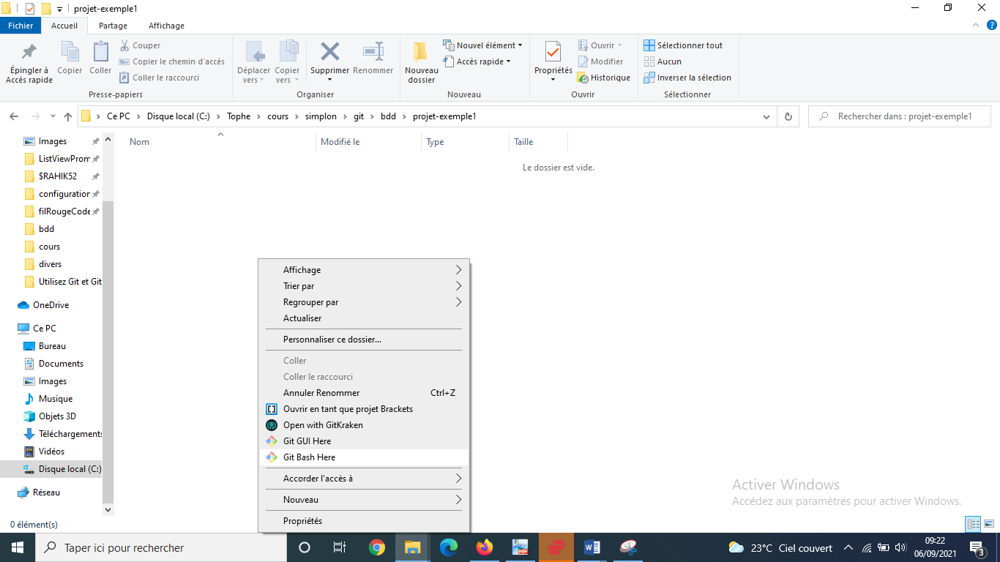 projet-exemple1
Fichier Accueil Partage Affichage
Épingler à Accès rapide
Copier
Coller
Couper
Copier le chemin d'accès
Coller le raccourci
Presse-papiers
Déplacer vers
Copier vers
Supprimer
Renommer
Organiser
Nouveau dossier
Nouvel élément
Accès rapide
Nouveau
Propriétés
Ouvrir
Modifier
Historique
Ouvrir
Sélectionner tout
Aucun
Inverser la sélection
Sélectionner
Ce PC > Disque local (C:) > Tophe > cours > simplon > git > bdd > projet-exemple1
Rechercher dans : projet-exemple1
Nom Modifié le Type Taille
Le dossier est vide.
Images
ListViewProm
$RAHIK52
configuration
filRougeCode
bdd
cours
divers
Utilisez Git et Git
OneDrive
Ce PC
Bureau
Documents
Images
Musique
Objets 3D
Téléchargements
Vidéos
Disque local (C:)
Réseau
Affichage
Trier par
Regrouper par
Actualiser
Personnaliser ce dossier...
Coller
Coller le raccourci
Annuler Renommer Ctrl+Z
Ouvrir en tant que projet Brackets
Open with GitKraken
Git GUI Here
Git Bash Here
Accorder l'accès à
Nouveau
Propriétés
Activer Windows
Accédez aux paramètres pour activer Windows.
0 élément(s)
Taper ici pour rechercher
PDF
23°C Ciel couvert
09:22
06/09/2021
3